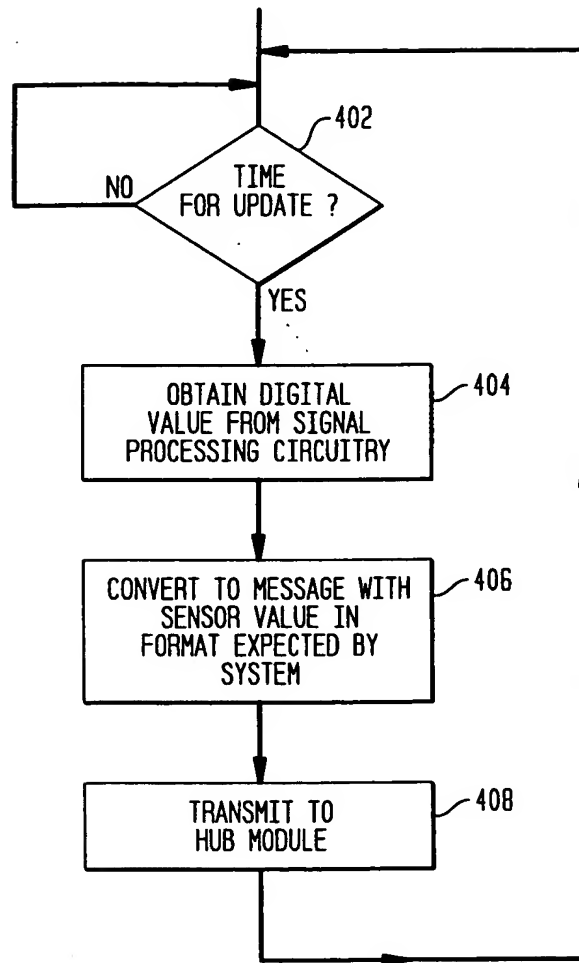 402
TIME
FOR UPDATE ?
NO
YES
404
OBTAIN DIGITAL
VALUE FROM SIGNAL
PROCESSING CIRCUITRY
406
CONVERT TO MESSAGE WITH
SENSOR VALUE IN
FORMAT EXPECTED BY
SYSTEM
408
TRANSMIT TO
HUB MODULE